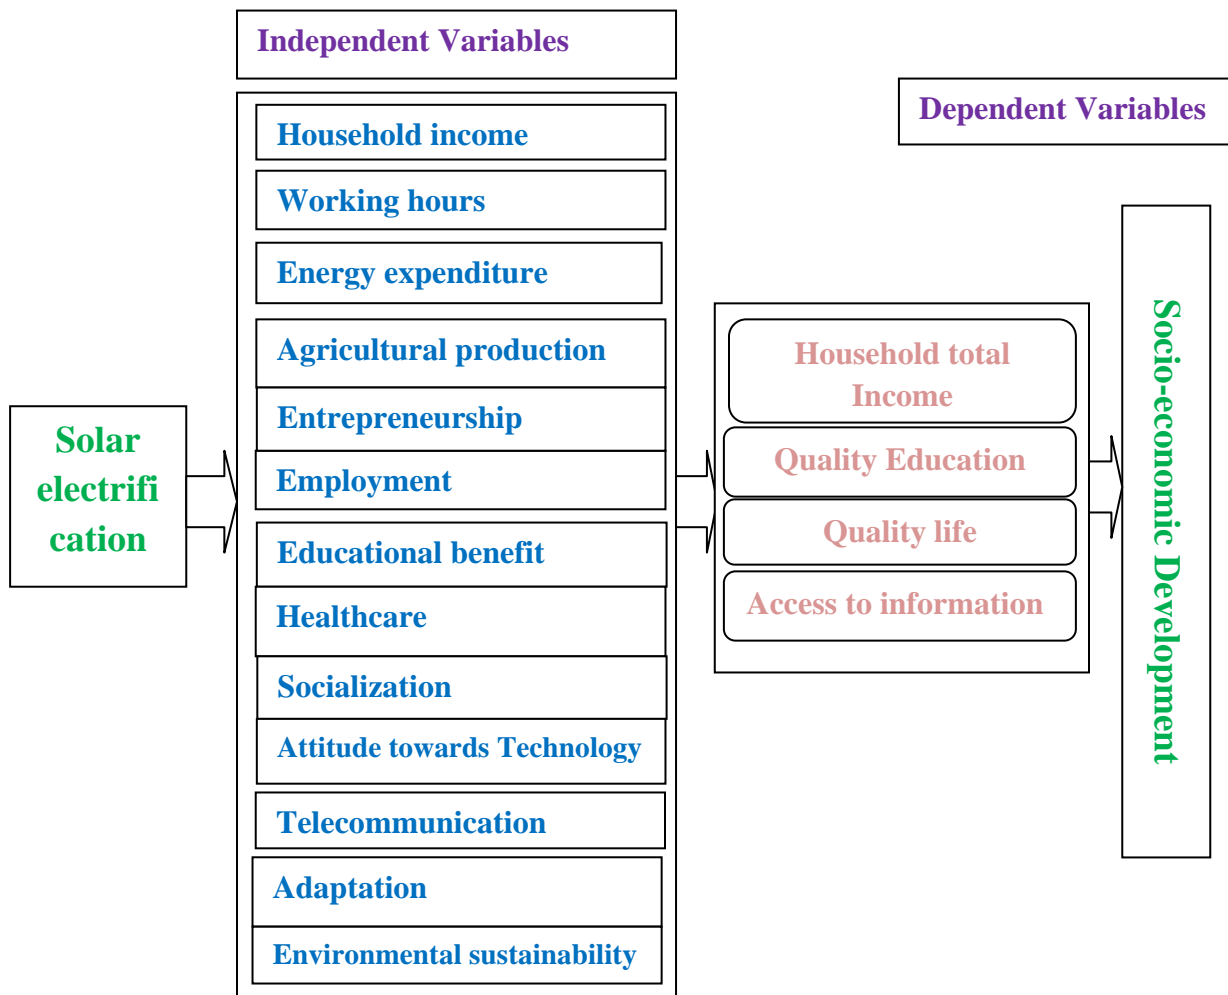 Independent Variables
Dependent Variables
Solar
electrifi
cation
Household income
Working hours
Energy expenditure
Agricultural production
Entrepreneurship
Employment
Educational benefit
Healthcare
Socialization
Attitude towards Technology
Telecommunication
Adaptation
Environmental sustainability
Household total
Income
Quality Education
Quality life
Access to information
Socio-economic Development